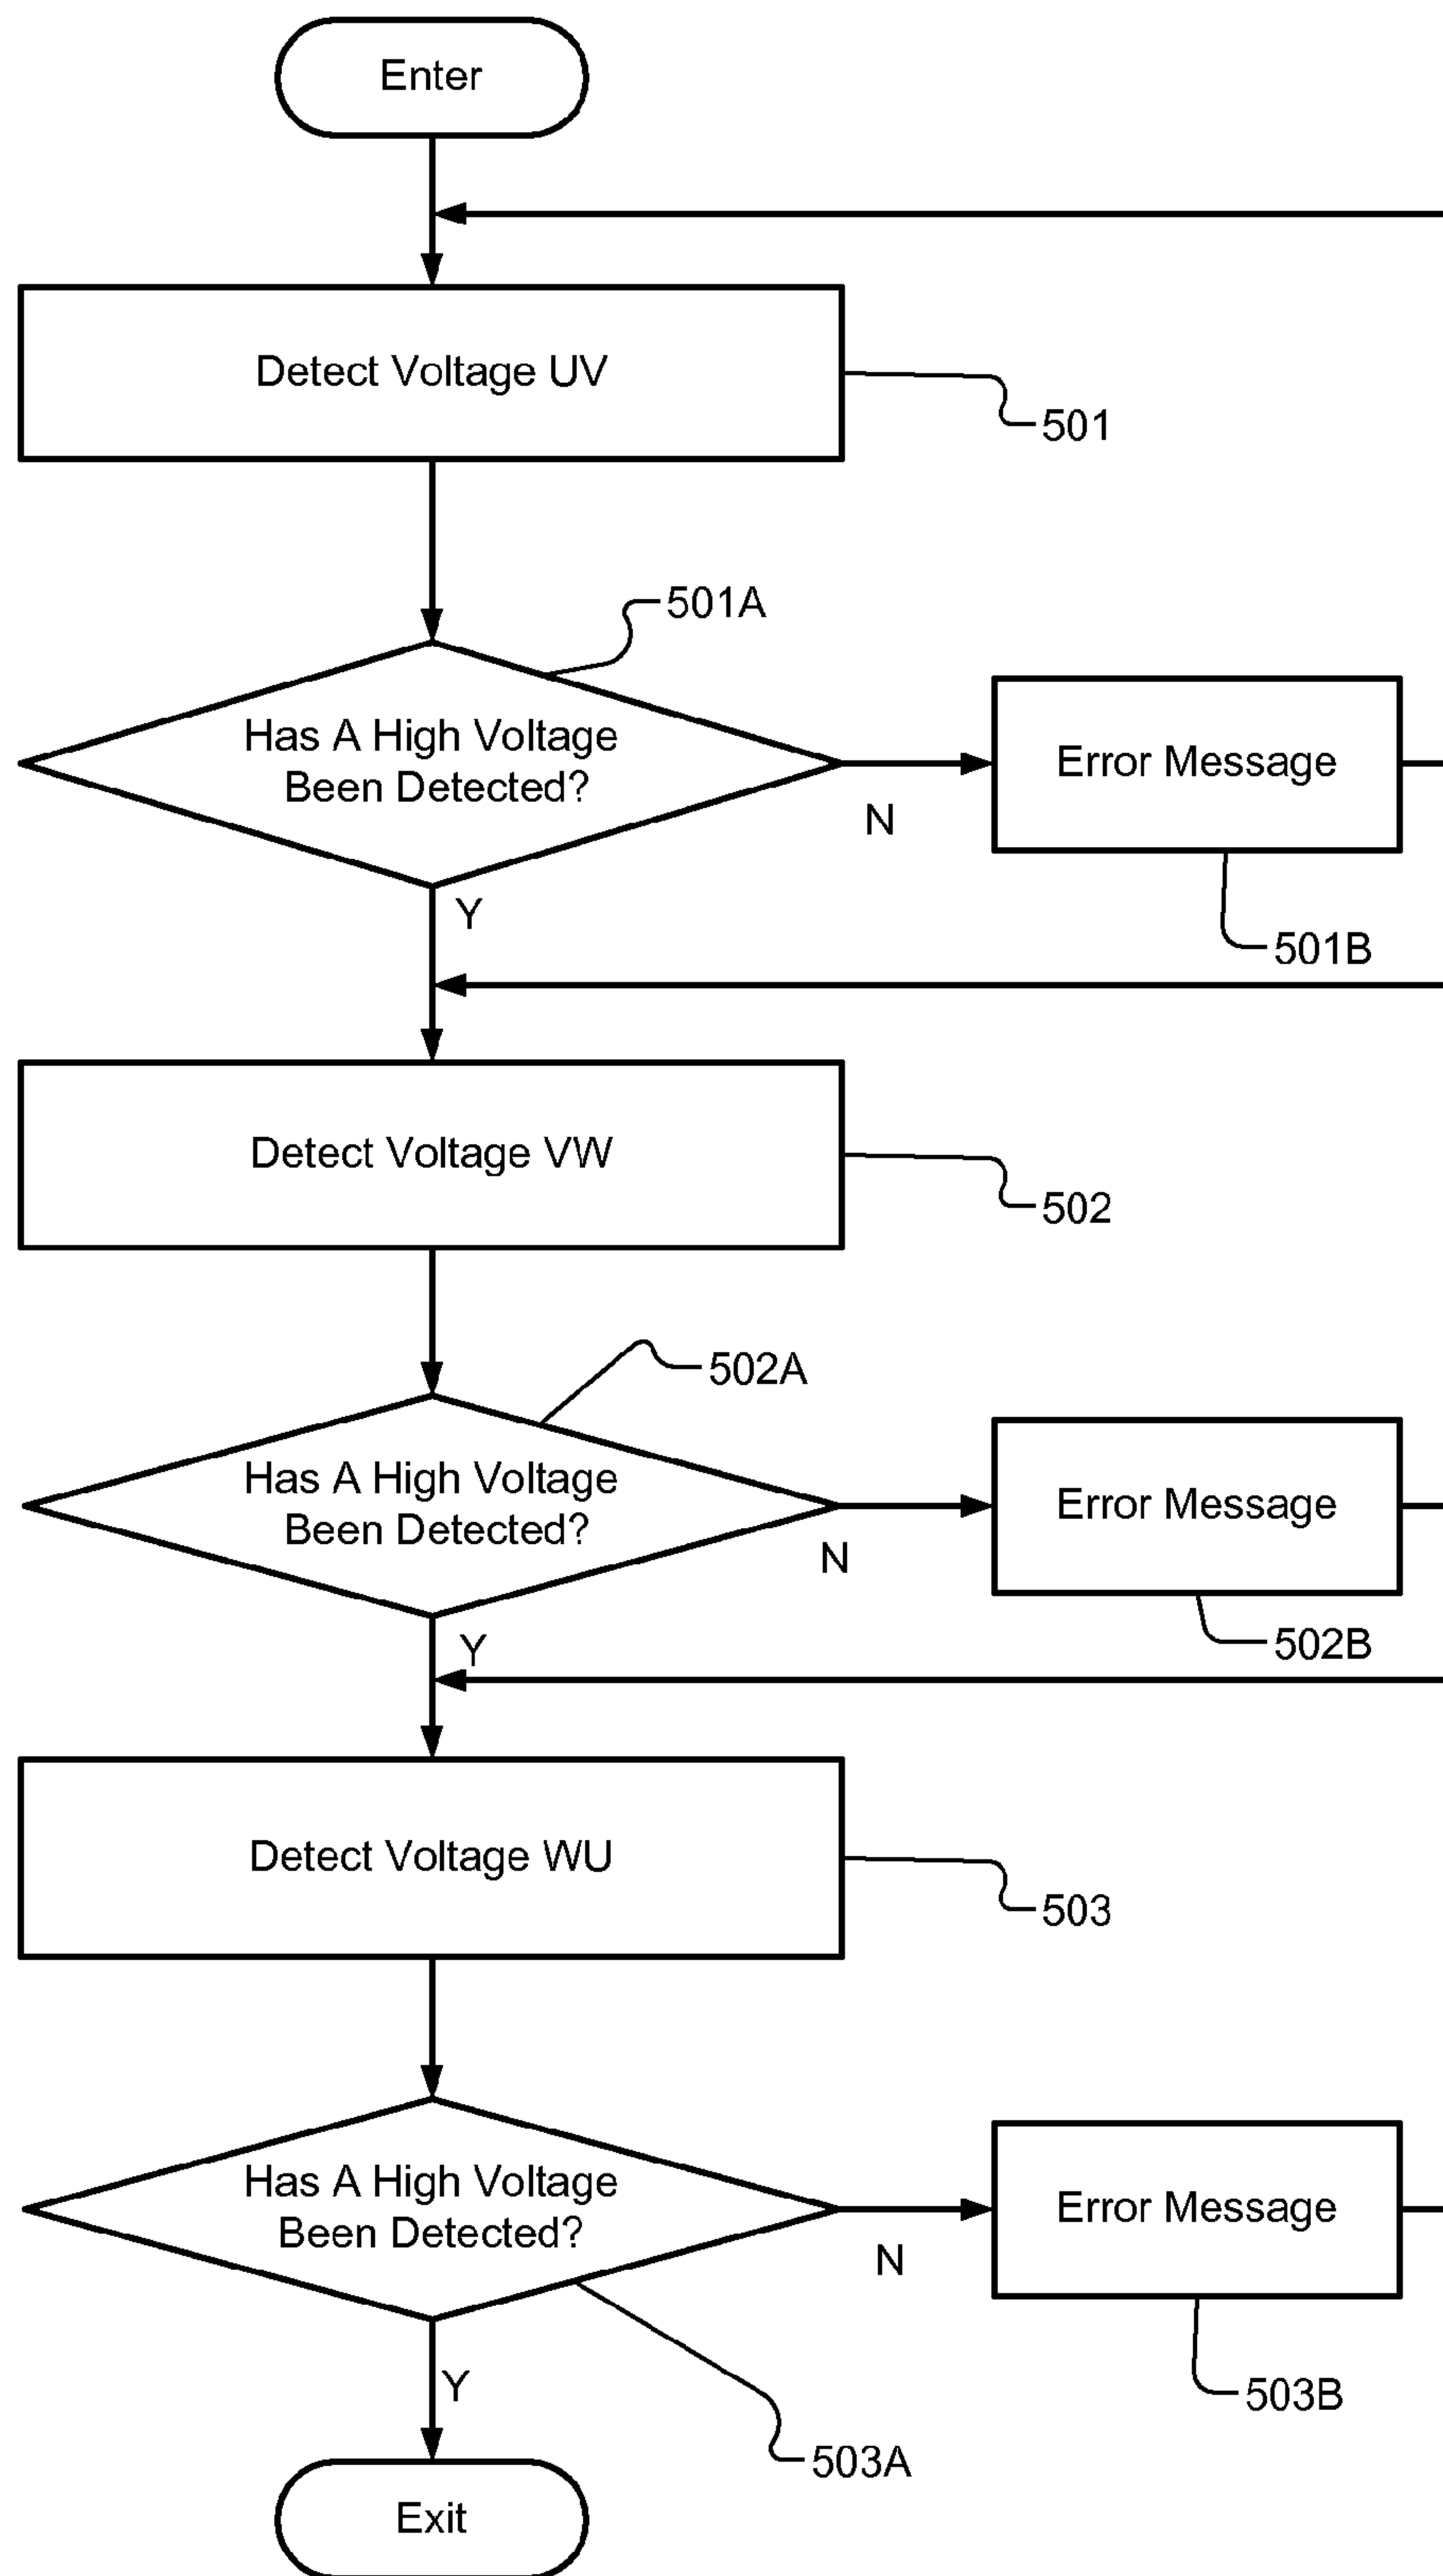 Enter
Detect Voltage UV
501
501A
Has A High Voltage
Been Detected?
Error Message
N
Y
501B
Detect Voltage VW
502
502A
Has A High Voltage
Been Detected?
Error Message
N
Y
502B
Detect Voltage WU
503
Has A High Voltage
Been Detected?
Error Message
N
Y
503B
503A
Exit